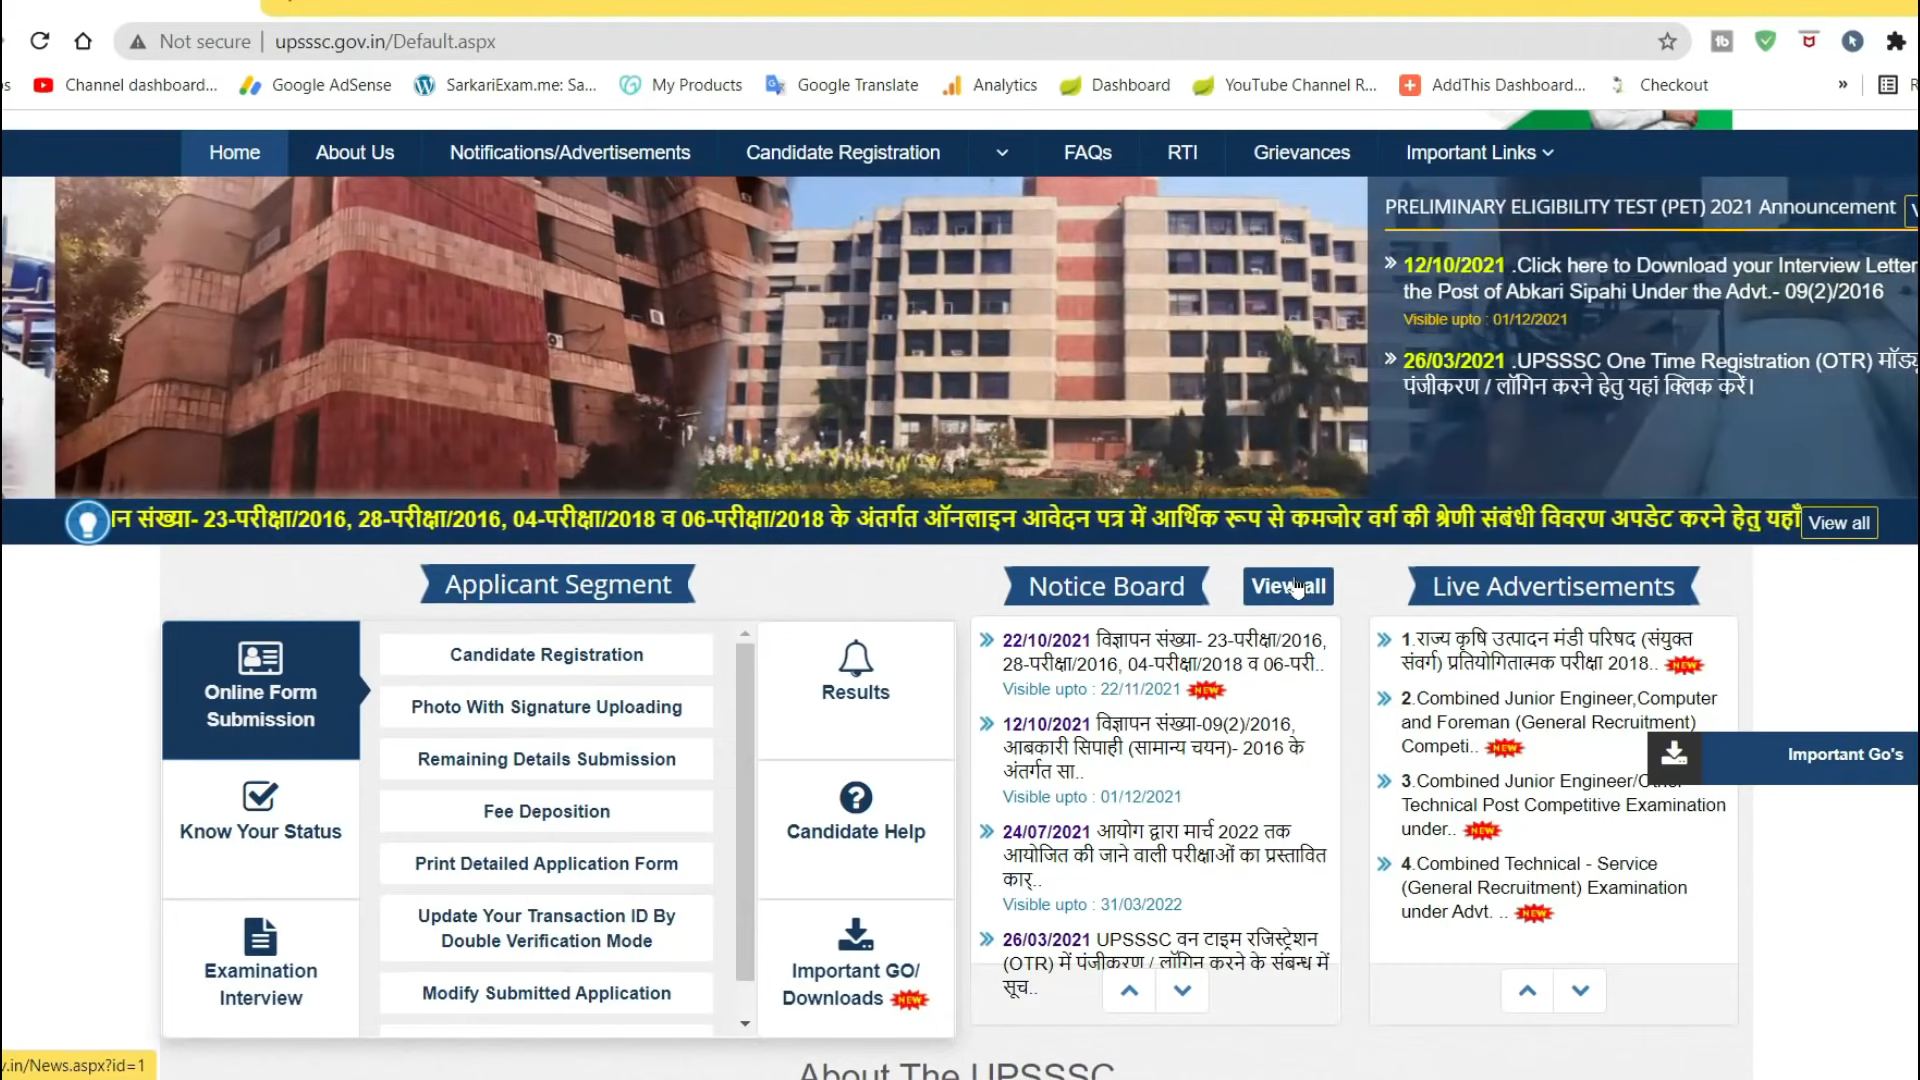 Not secure | upsssc.gov.in/Default.aspx
Channel dashboard... Google AdSense SarkariExam.me: Sa... My Products Google Translate Analytics Dashboard YouTube Channel R... AddThis Dashboard... Checkout »
Home About Us Notifications/Advertisements Candidate Registration FAQs RTI Grievances Important Links
PRELIMINARY ELIGIBILITY TEST (PET) 2021 Announcement
12/10/2021 .Click here to Download your Interview Letter
the Post of Abkari Sipahi Under the Advt.- 09(2)/2016
Visible upto : 01/12/2021
26/03/2021 .UPSSSC One Time Registration (OTR)
पंजीकरण / लॉगिन करने हेतु यहां क्लिक करें।
संख्या- 23-परीक्षा/2016, 28-परीक्षा/2016, 04-परीक्षा/2018 व 06-परीक्षा/2018 के अंतर्गत ऑनलाइन आवेदन पत्र में आर्थिक रूप से कमजोर वर्ग की श्रेणी संबंधी विवरण अपडेट करने हेतु यहाँ View all
Applicant Segment
Online Form
Submission
Know Your Status
Examination
Interview
Candidate Registration
Photo With Signature Uploading
Remaining Details Submission
Fee Deposition
Print Detailed Application Form
Update Your Transaction ID By
Double Verification Mode
Modify Submitted Application
Results
Candidate Help
Important GO/
Downloads NEW
Notice Board View all
22/10/2021 विज्ञापन संख्या- 23-परीक्षा/2016,
28-परीक्षा/2016, 04-परीक्षा/2018 व 06-परी..
Visible upto : 22/11/2021 NEW
12/10/2021 विज्ञापन संख्या-09(2)/2016,
आबकारी सिपाही (सामान्य चयन)- 2016 के
अंतर्गत सा..
Visible upto : 01/12/2021
24/07/2021 आयोग द्वारा मार्च 2022 तक
आयोजित की जाने वाली परीक्षाओं का प्रस्तावित
कार्..
Visible upto : 31/03/2022
26/03/2021 UPSSSC वन टाइम रजिस्ट्रेशन
(OTR) में पंजीकरण / लॉगिन करने के संबन्ध में
सूच..
Live Advertisements
1.राज्य कृषि उत्पादन मंडी परिषद (संयुक्त
संवर्ग) प्रतियोगितात्मक परीक्षा 2018.. NEW
2.Combined Junior Engineer,Computer
and Foreman (General Recruitment)
Competi.. NEW
3.Combined Junior Engineer/Other
Technical Post Competitive Examination
under.. NEW
4.Combined Technical - Service
(General Recruitment) Examination
under Advt. .. NEW
Important Go's
v.in/News.aspx?id=1
About The UPSSSC